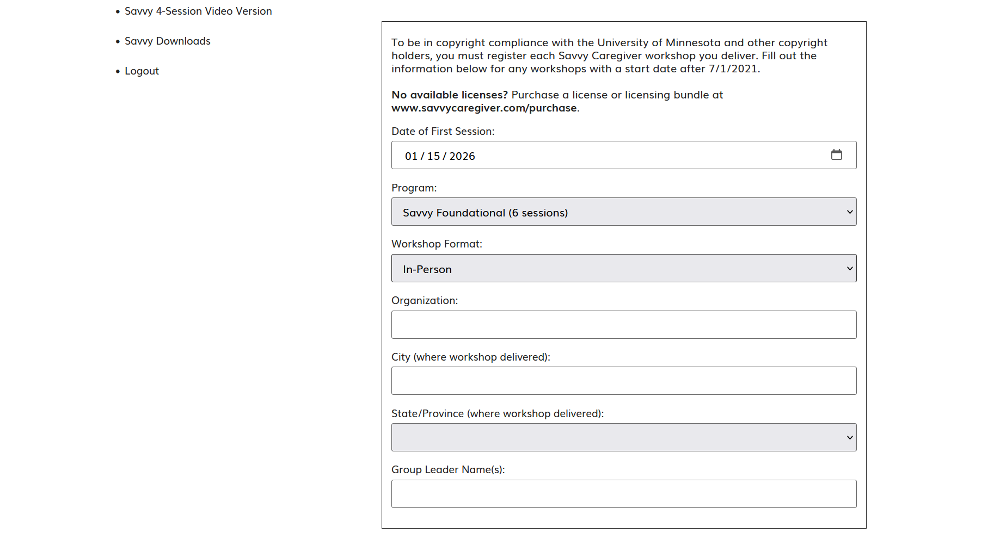 • Savvy 4-Session Video Version
• Savvy Downloads
• Logout
To be in copyright compliance with the University of Minnesota and other copyright
holders, you must register each Savvy Caregiver workshop you deliver. Fill out the
information below for any workshops with a start date after 7/1/2021.
No available licenses? Purchase a license or licensing bundle at
www.savvycaregiver.com/purchase.
Date of First Session:
01 / 15 / 2026
Program:
Savvy Foundational (6 sessions)
Workshop Format:
In-Person
Organization:
City (where workshop delivered):
State/Province (where workshop delivered):
Group Leader Name(s):